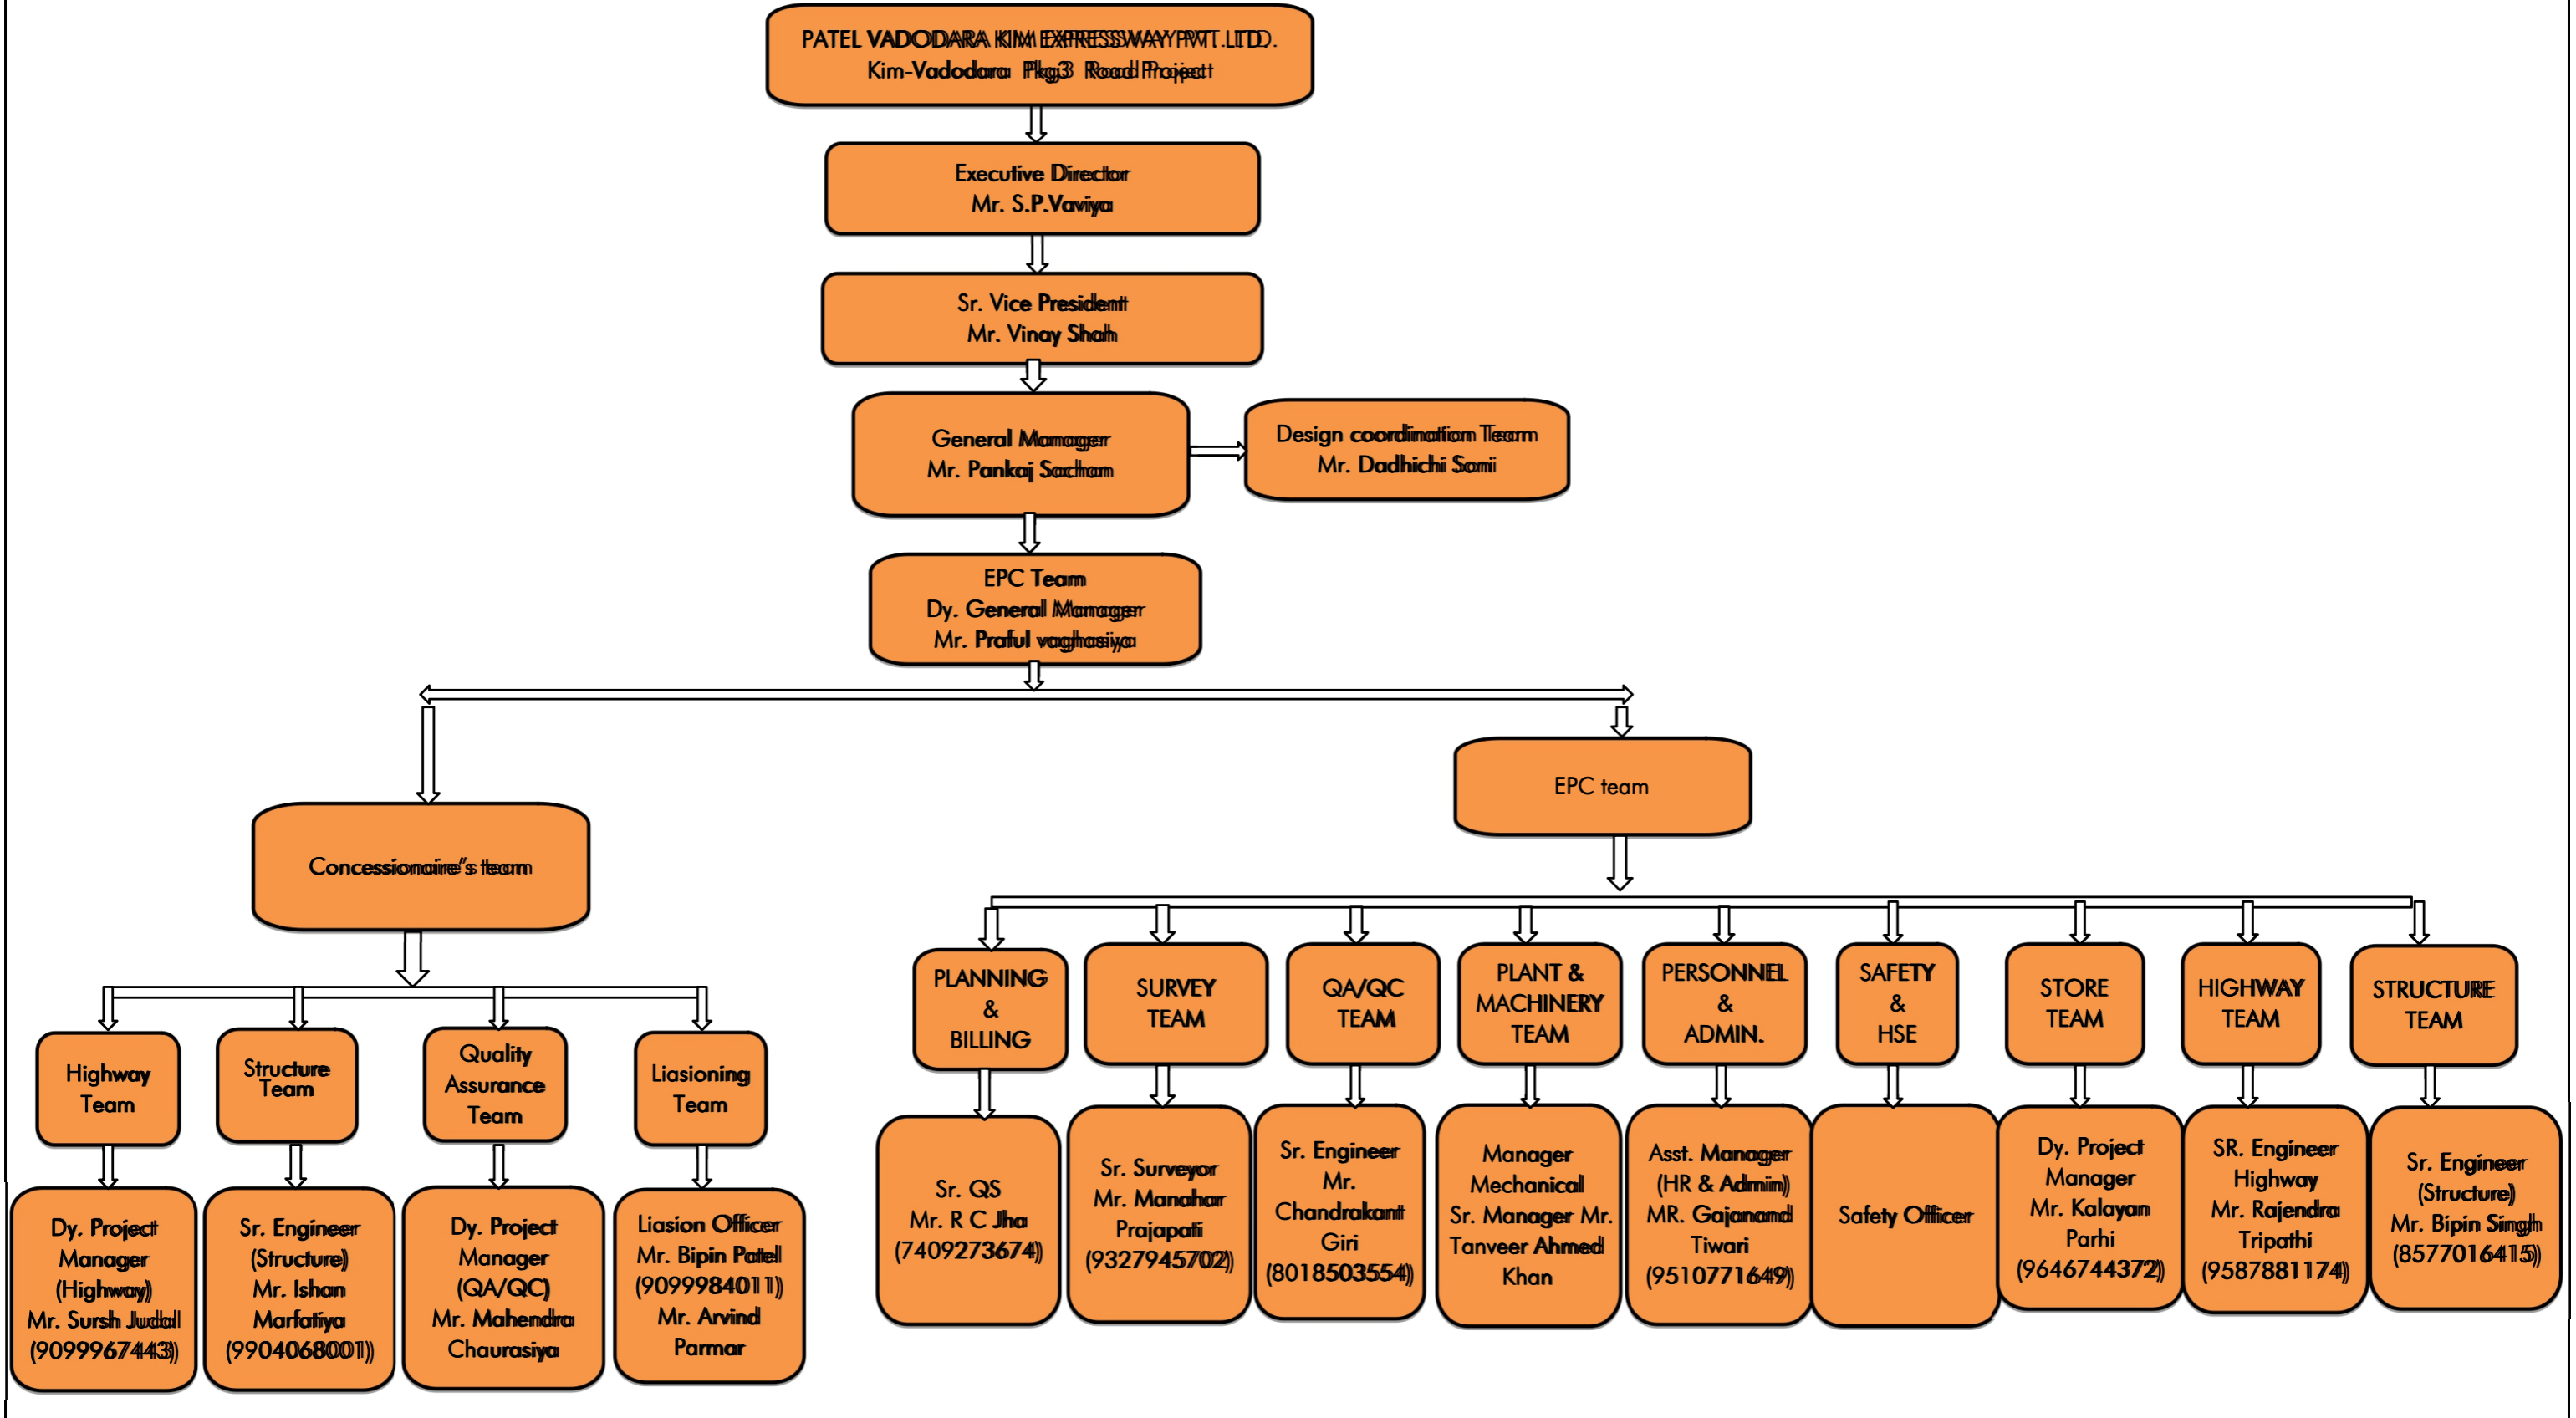 PATEL VADODARA KIM EXPRESSWAY PVT. LTD.
Kim-Vadodara Pkg3 Road Project
Executive Director
Mr. S.P.Vaviya
Sr. Vice President
Mr. Vinay Shah
General Manager
Mr. Pankaj Sachan
Design coordination Team
Mr. Dadhichi Soni
EPC Team
Dy. General Manager
Mr. Praful vaghasiya
Concessionaire"s team
EPC team
Highway
Team
Structure
Team
Quality
Assurance
Team
Liasioning
Team
Dy. Project
Manager
(Highway)
Mr. Sursh Judal
(9099967443)
Sr. Engineer
(Structure)
Mr. Ishan
Marfatiya
(9904068001)
Dy. Project
Manager
(QA/QC)
Mr. Mahendra
Chaurasiya
Liasion Officer
Mr. Bipin Patel
(9099984011)
Mr. Arvind
Parmar
PLANNING
&
BILLING
SURVEY
TEAM
QA/QC
TEAM
PLANT &
MACHINERY
TEAM
PERSONNEL
&
ADMIN.
SAFETY
&
HSE
STORE
TEAM
HIGHWAY
TEAM
STRUCTURE
TEAM
Sr. QS
Mr. R C Jha
(7409273674)
Sr. Surveyor
Mr. Manahar
Prajapati
(9327945702)
Sr. Engineer
Mr.
Chandrakant
Giri
(8018503554)
Manager
Mechanical
Sr. Manager Mr.
Tanveer Ahmed
Khan
Asst. Manager
(HR & Admin)
MR. Gajanand
Tiwari
(9510771649)
Safety Officer
Dy. Project
Manager
Mr. Kalayan
Parhi
(9646744372)
SR. Engineer
Highway
Mr. Rajendra
Tripathi
(9587881174)
Sr. Engineer
(Structure)
Mr. Bipin Singh
(8577016415)